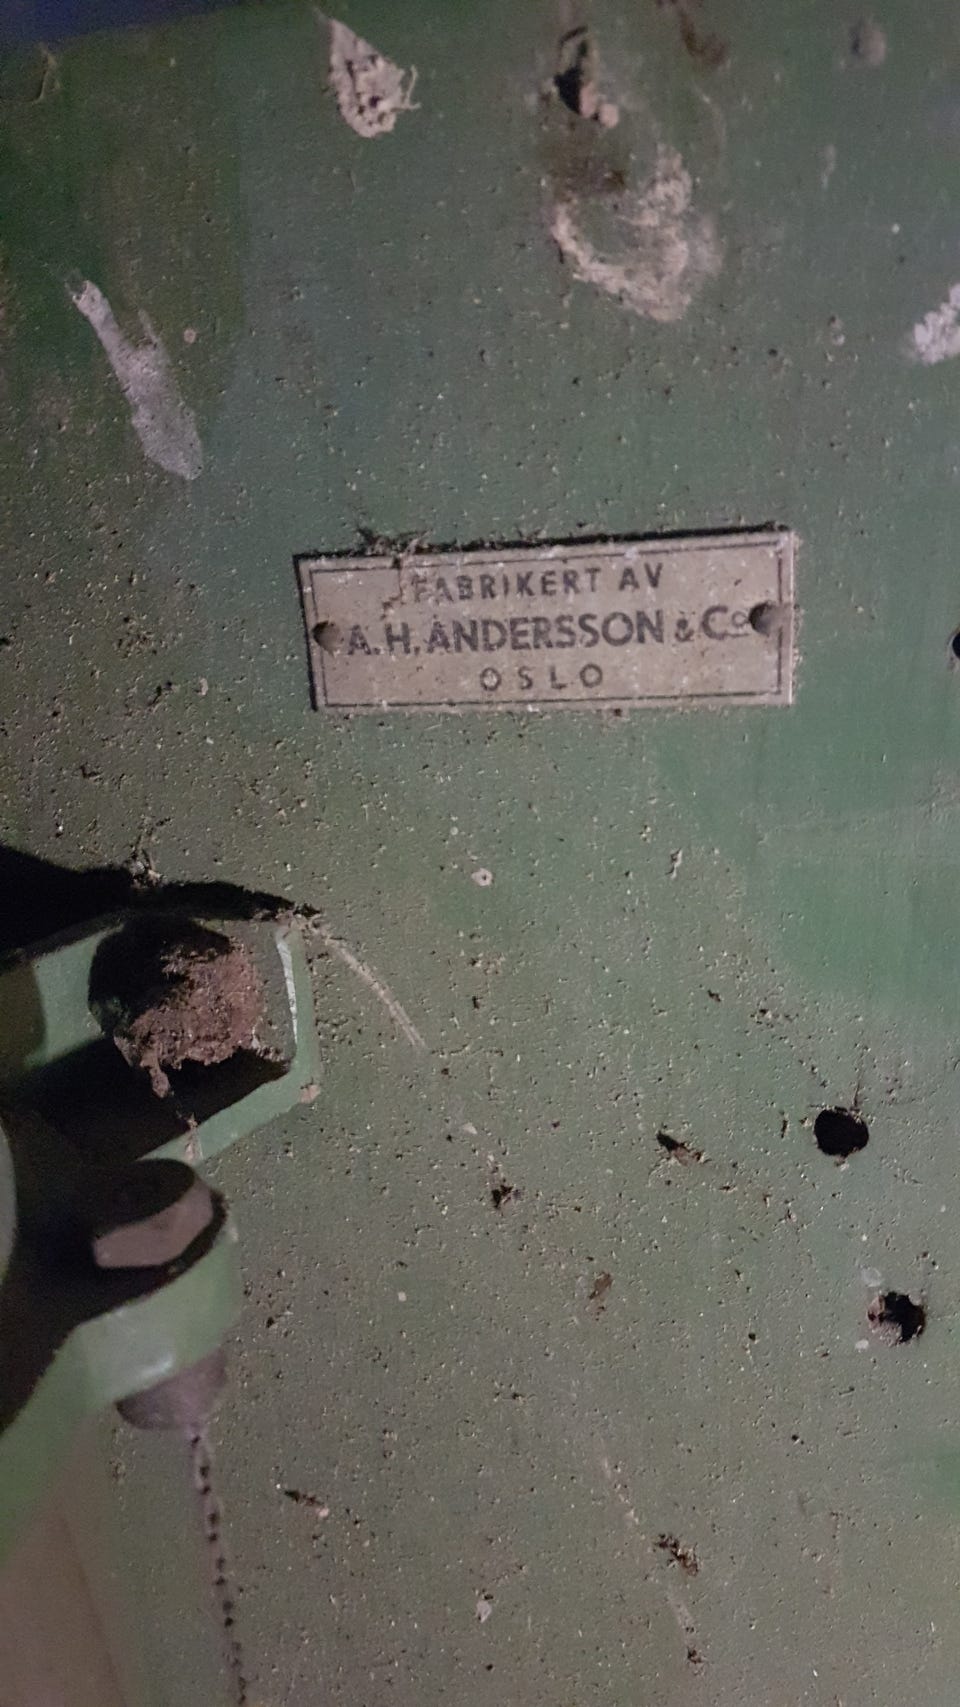 FABRIKERT AV
A. H. ANDERSSON & Co
OSLO